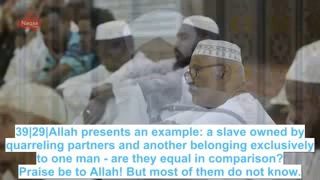 Naqaa
39|29|Allah presents an example: a slave owned by
quarreling partners and another belonging exclusively
to one man - are they equal in comparison?
Praise be to Allah! But most of them do not know.